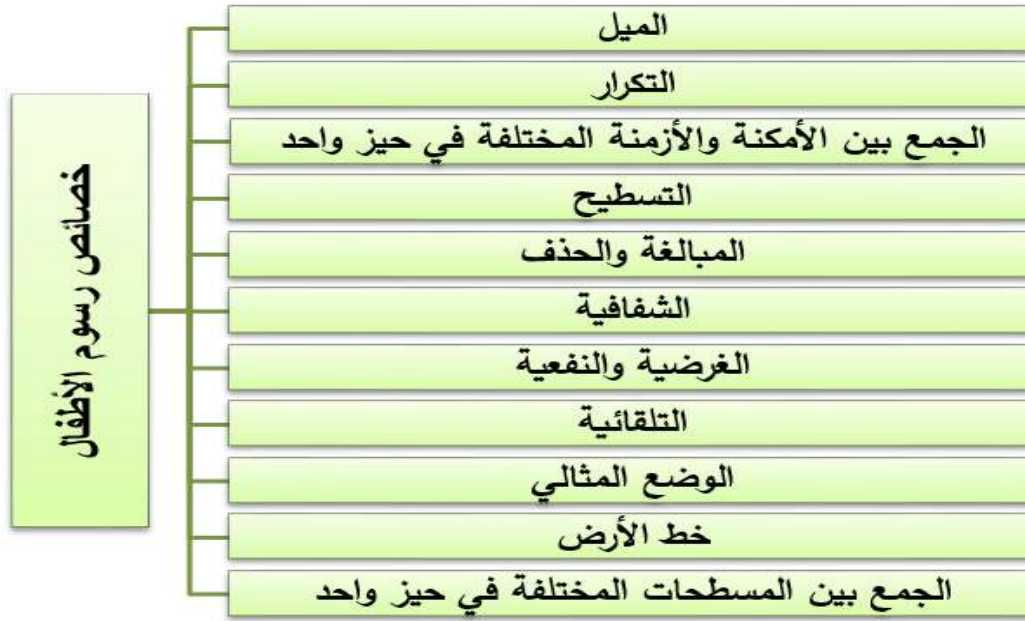 خصائص رسوم الأطفال
الميل
التكرار
الجمع بين الأمكنة والأزمنة المختلفة في حيز واحد
التسطيح
المبالغة والحذف
الشفافية
الغرضية والنفعية
التلقائية
الوضع المثالي
خط الأرض
الجمع بين المسطحات المختلفة في حيز واحد